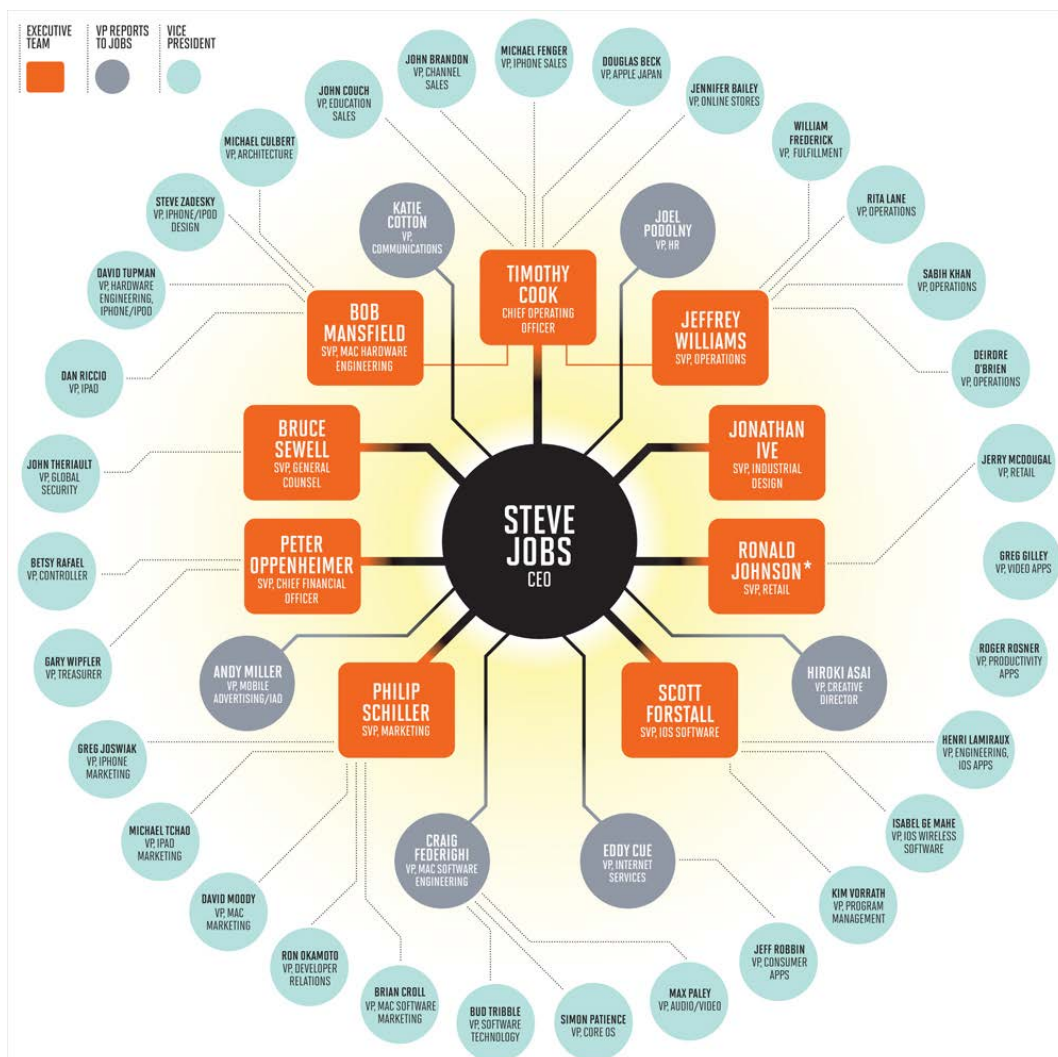 EXECUTIVE
TEAM
VP REPORTS
TO JOBS
VICE
PRESIDENT
MICHAEL FENGER
VP, IPHONE SALES
JOHN BRANDON
VP, CHANNEL
SALES
DOUGLAS BECK
VP, APPLE JAPAN
JOHN COUCH
VP, EDUCATION
SALES
JENNIFER BAILEY
VP, ONLINE STORES
MICHAEL CULBERT
VP, ARCHITECTURE
WILLIAM
FREDERICK
VP, FULFILLMENT
STEVE ZADESKY
VP, IPHONE/IPOD
DESIGN
RITA LANE
VP, OPERATIONS
KATIE
COTTON
VP,
COMMUNICATIONS
JOEL
PODOLNY
VP, HR
DAVID TUPMAN
VP, HARDWARE
ENGINEERING,
IPHONE/IPOD
TIMOTHY
COOK
CHIEF OPERATING
OFFICER
SABIH KHAN
VP, OPERATIONS
BOB
MANSFIELD
SVP, MAC HARDWARE
ENGINEERING
JEFFREY
WILLIAMS
SVP, OPERATIONS
DAN RICCIO
VP, IPAD
DEIRDRE
O'BRIEN
VP, OPERATIONS
BRUCE
SEWELL
SVP, GENERAL
COUNSEL
JONATHAN
IVE
SVP, INDUSTRIAL
DESIGN
JOHN THERIAULT
VP, GLOBAL
SECURITY
JERRY MCDOUGAL
VP, RETAIL
STEVE
JOBS
CEO
PETER
OPPENHEIMER
SVP, CHIEF FINANCIAL
OFFICER
RONALD
JOHNSON*
SVP, RETAIL
BETSY RAFAEL
VP, CONTROLLER
GREG GILLEY
VP, VIDEO APPS
GARY WIPFLER
VP, TREASURER
ROGER ROSNER
VP, PRODUCTIVITY
APPS
ANDY MILLER
VP, MOBILE
ADVERTISING/IAD
HIROKI ASAI
VP, CREATIVE
DIRECTOR
PHILIP
SCHILLER
SVP, MARKETING
SCOTT
FORSTALL
SVP, IOS SOFTWARE
GREG JOSWIAK
VP, IPHONE
MARKETING
HENRI LAMIRAUX
VP, ENGINEERING,
IOS APPS
MICHAEL TCHAO
VP, IPAD
MARKETING
ISABEL GE MAHE
VP, IOS WIRELESS
SOFTWARE
CRAIG
FEDERIGHI
VP, MAC SOFTWARE
ENGINEERING
EDDY CUE
VP, INTERNET
SERVICES
DAVID MOODY
VP, MAC
MARKETING
KIM VORRATH
VP, PROGRAM
MANAGEMENT
RON OKAMOTO
VP, DEVELOPER
RELATIONS
JEFF ROBBIN
VP, CONSUMER
APPS
BRIAN CROLL
VP, MAC SOFTWARE
MARKETING
BUD TRIBBLE
VP, SOFTWARE
TECHNOLOGY
SIMON PATIENCE
VP, CORE OS
MAX PALEY
VP, AUDIO/VIDEO